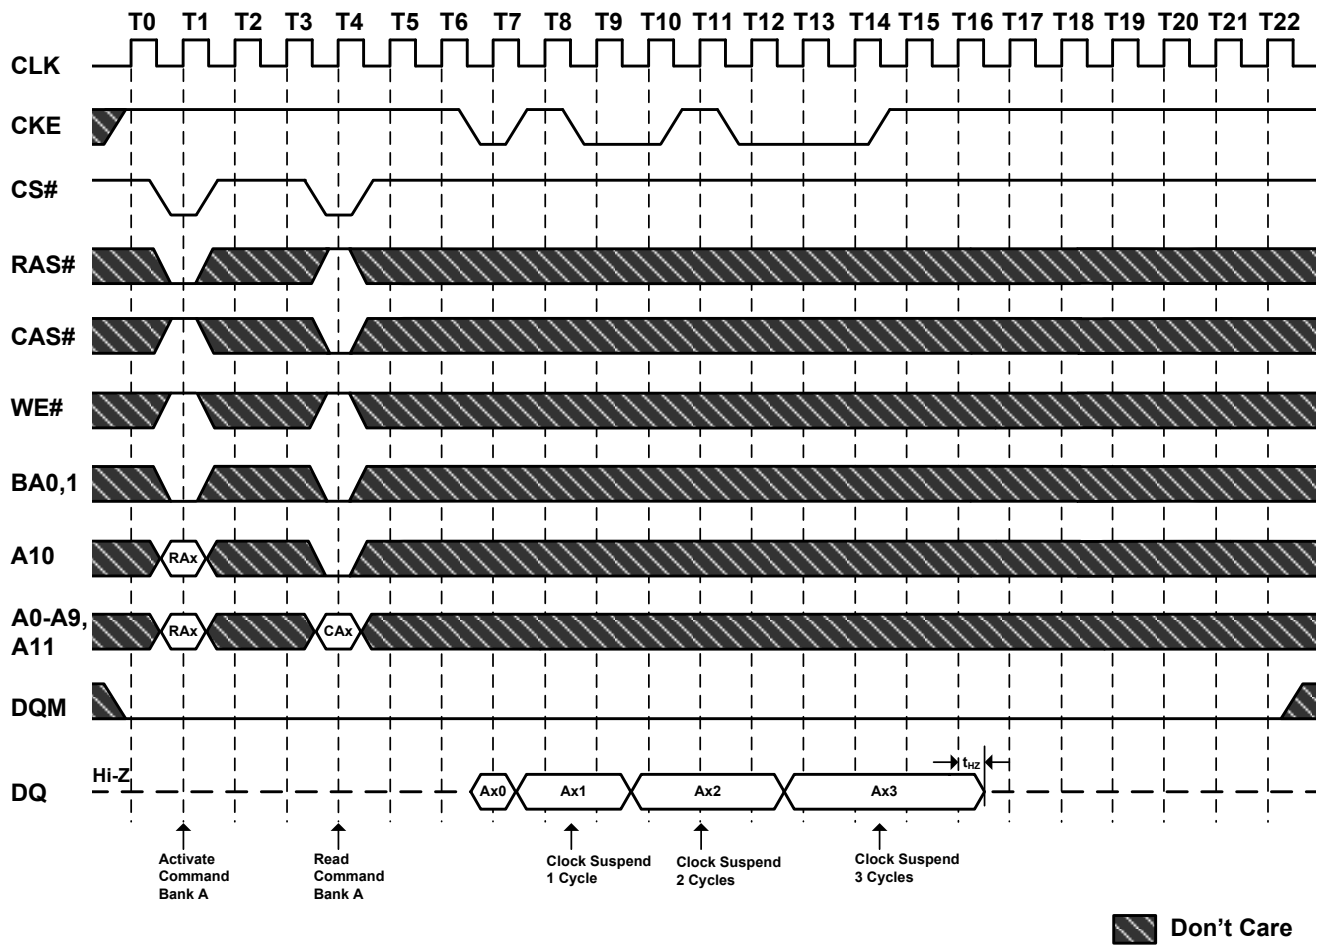 T0 T1 T2 T3 T4 T5 T6 T7 T8 T9 T10 T11 T12 T13 T14 T15 T16 T17 T18 T19 T20 T21 T22
CLK
CKE
CS#
RAS#
CAS#
WE#
BA0,1
A10
RAx
A0-A9,
A11
RAx
CAx
DQM
Hi-Z
tHZ
DQ
Ax0
Ax1
Ax2
Ax3
Activate
Command
Bank A
Read
Command
Bank A
Clock Suspend
1 Cycle
Clock Suspend
2 Cycles
Clock Suspend
3 Cycles
Don't Care